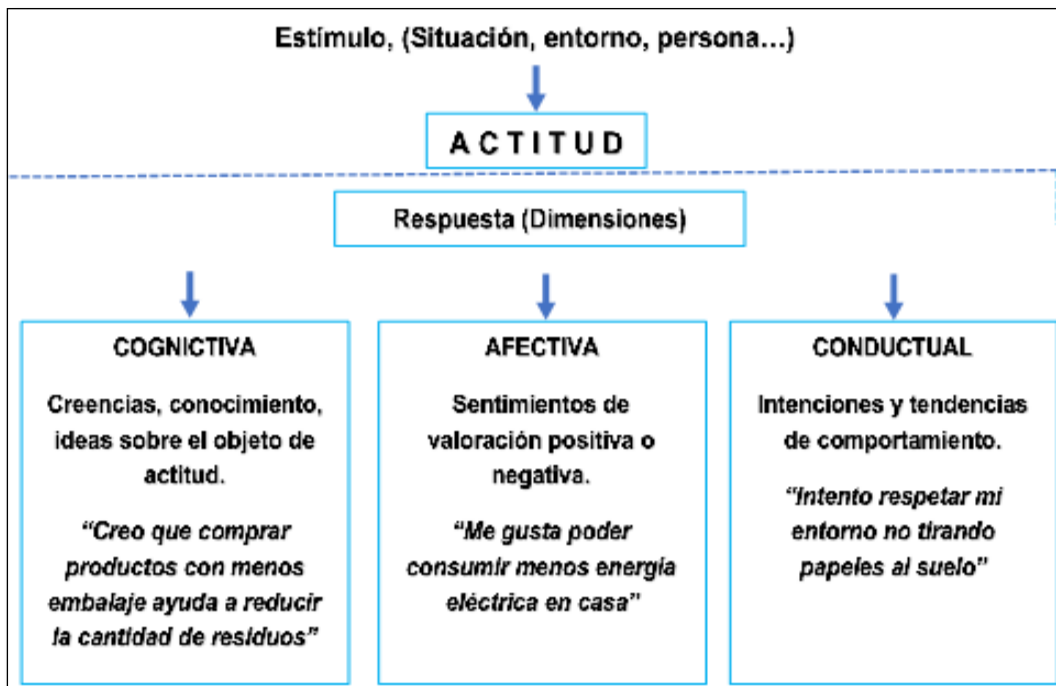 Estímulo, (Situación, entorno, persona…)
A C T I T U D
Respuesta (Dimensiones)
COGNICTIVA
Creencias, conocimiento,
ideas sobre el objeto de
actitud.
“Creo que comprar
productos con menos
embalaje ayuda a reducir
la cantidad de residuos”
AFECTIVA
Sentimientos de
valoración positiva o
negativa.
“Me gusta poder
consumir menos energía
eléctrica en casa”
CONDUCTUAL
Intenciones y tendencias
de comportamiento.
“Intento respetar mi
entorno no tirando
papeles al suelo”